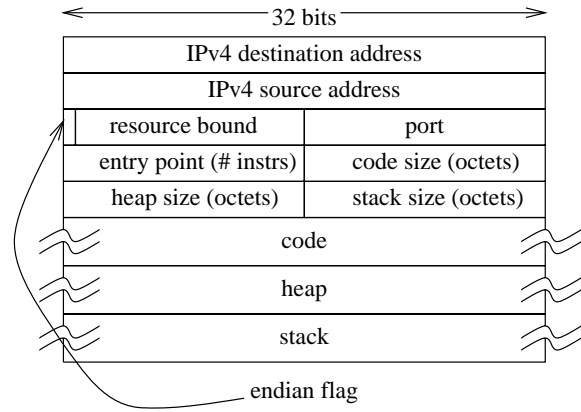 32 bits
IPv4 destination address
IPv4 source address
resource bound port
entry point (# instrs) code size (octets)
heap size (octets) stack size (octets)
code
heap
stack
endian flag